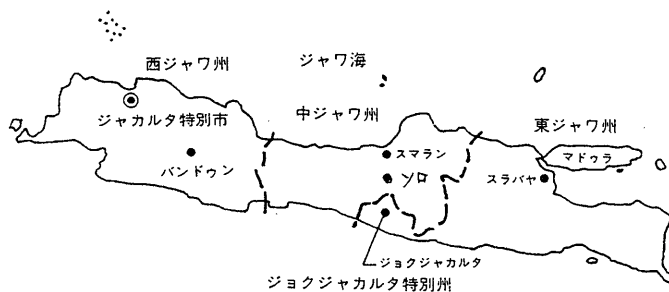 西ジャワ州
ジャワ海
ジャカルタ特別市
中ジャワ州
東ジャワ州
マドゥラ
スマラン
バンドゥン
ソロ
スラバヤ
ジョクジャカルタ
ジョクジャカルタ特別州